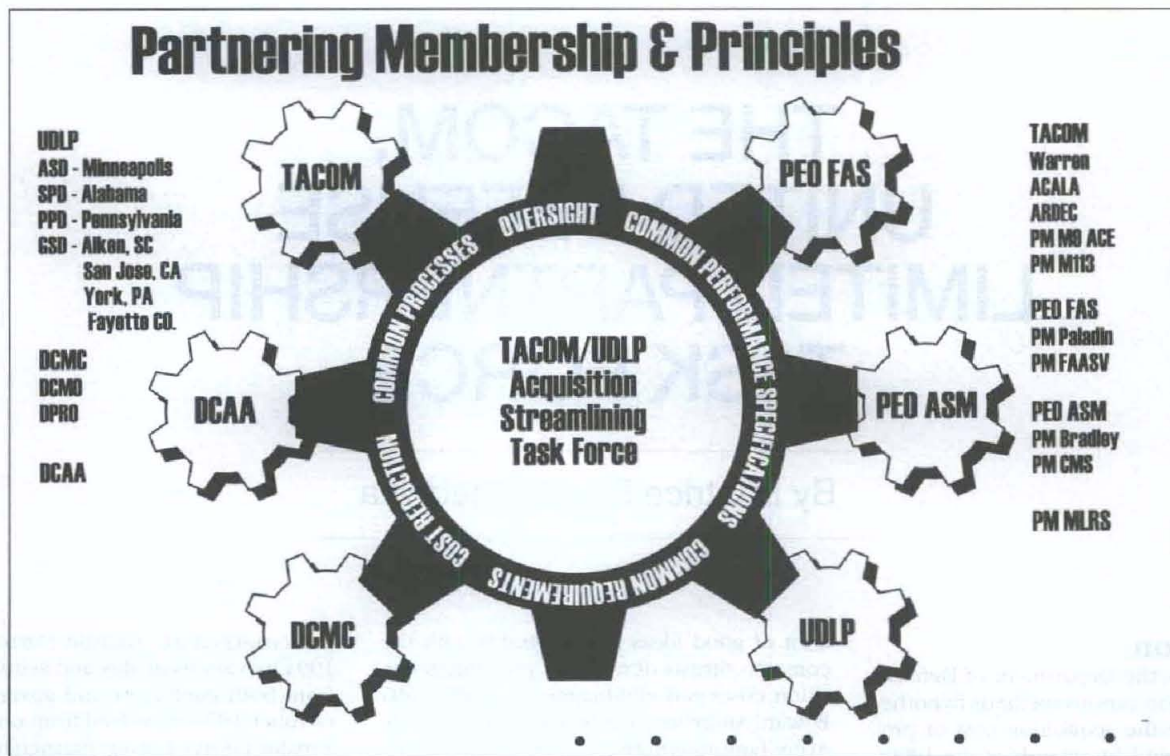 Partnering Membership & Principles
UDLP
ASD - Minneapolis
SPD - Alabama
PPD - Pennsylvania
GSD - Aiken, SC
San Jose, CA
York, PA
Fayette CO.
DCMC
DCMO
DPRO
DCAA
TACOM
PEO FAS
DCAA
PEO ASM
DCMC
UDLP
OVERSIGHT
COMMON PERFORMANCE SPECIFICATIONS
COMMON REQUIREMENTS
COST REDUCTION
COMMON PROCESSES
TACOM/UDLP
Acquisition
Streamlining
Task Force
TACOM
Warren
ACALA
ARDEC
PM M9 ACE
PM M113
PEO FAS
PM Paladin
PM FAASV
PEO ASM
PM Bradley
PM CMS
PM MLRS